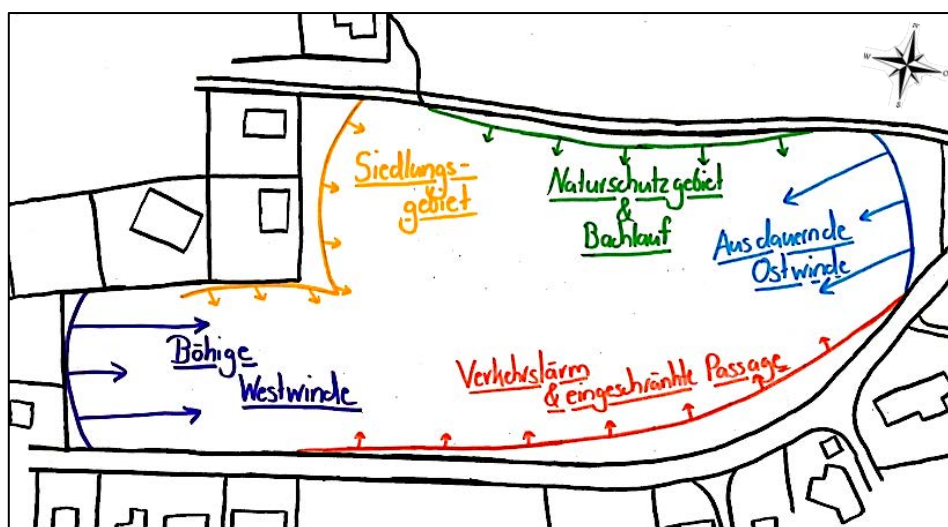 Siedlungs-
gebiet
Naturschutzgebiet
&
Bachlauf
Ausdauernde
Ostwinde
Böhige
Westwinde
Verkehrslärm
& eingeschränkte Passage
N
W
O
S